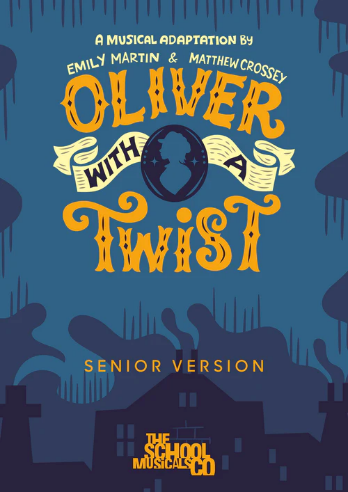 A MUSICAL ADAPTATION BY
EMILY MARTIN & MATTHEW CROSSEY
OLIVER
WITH A
TWIST
SENIOR VERSION
THE
SCHOOL
MUSICALS CO